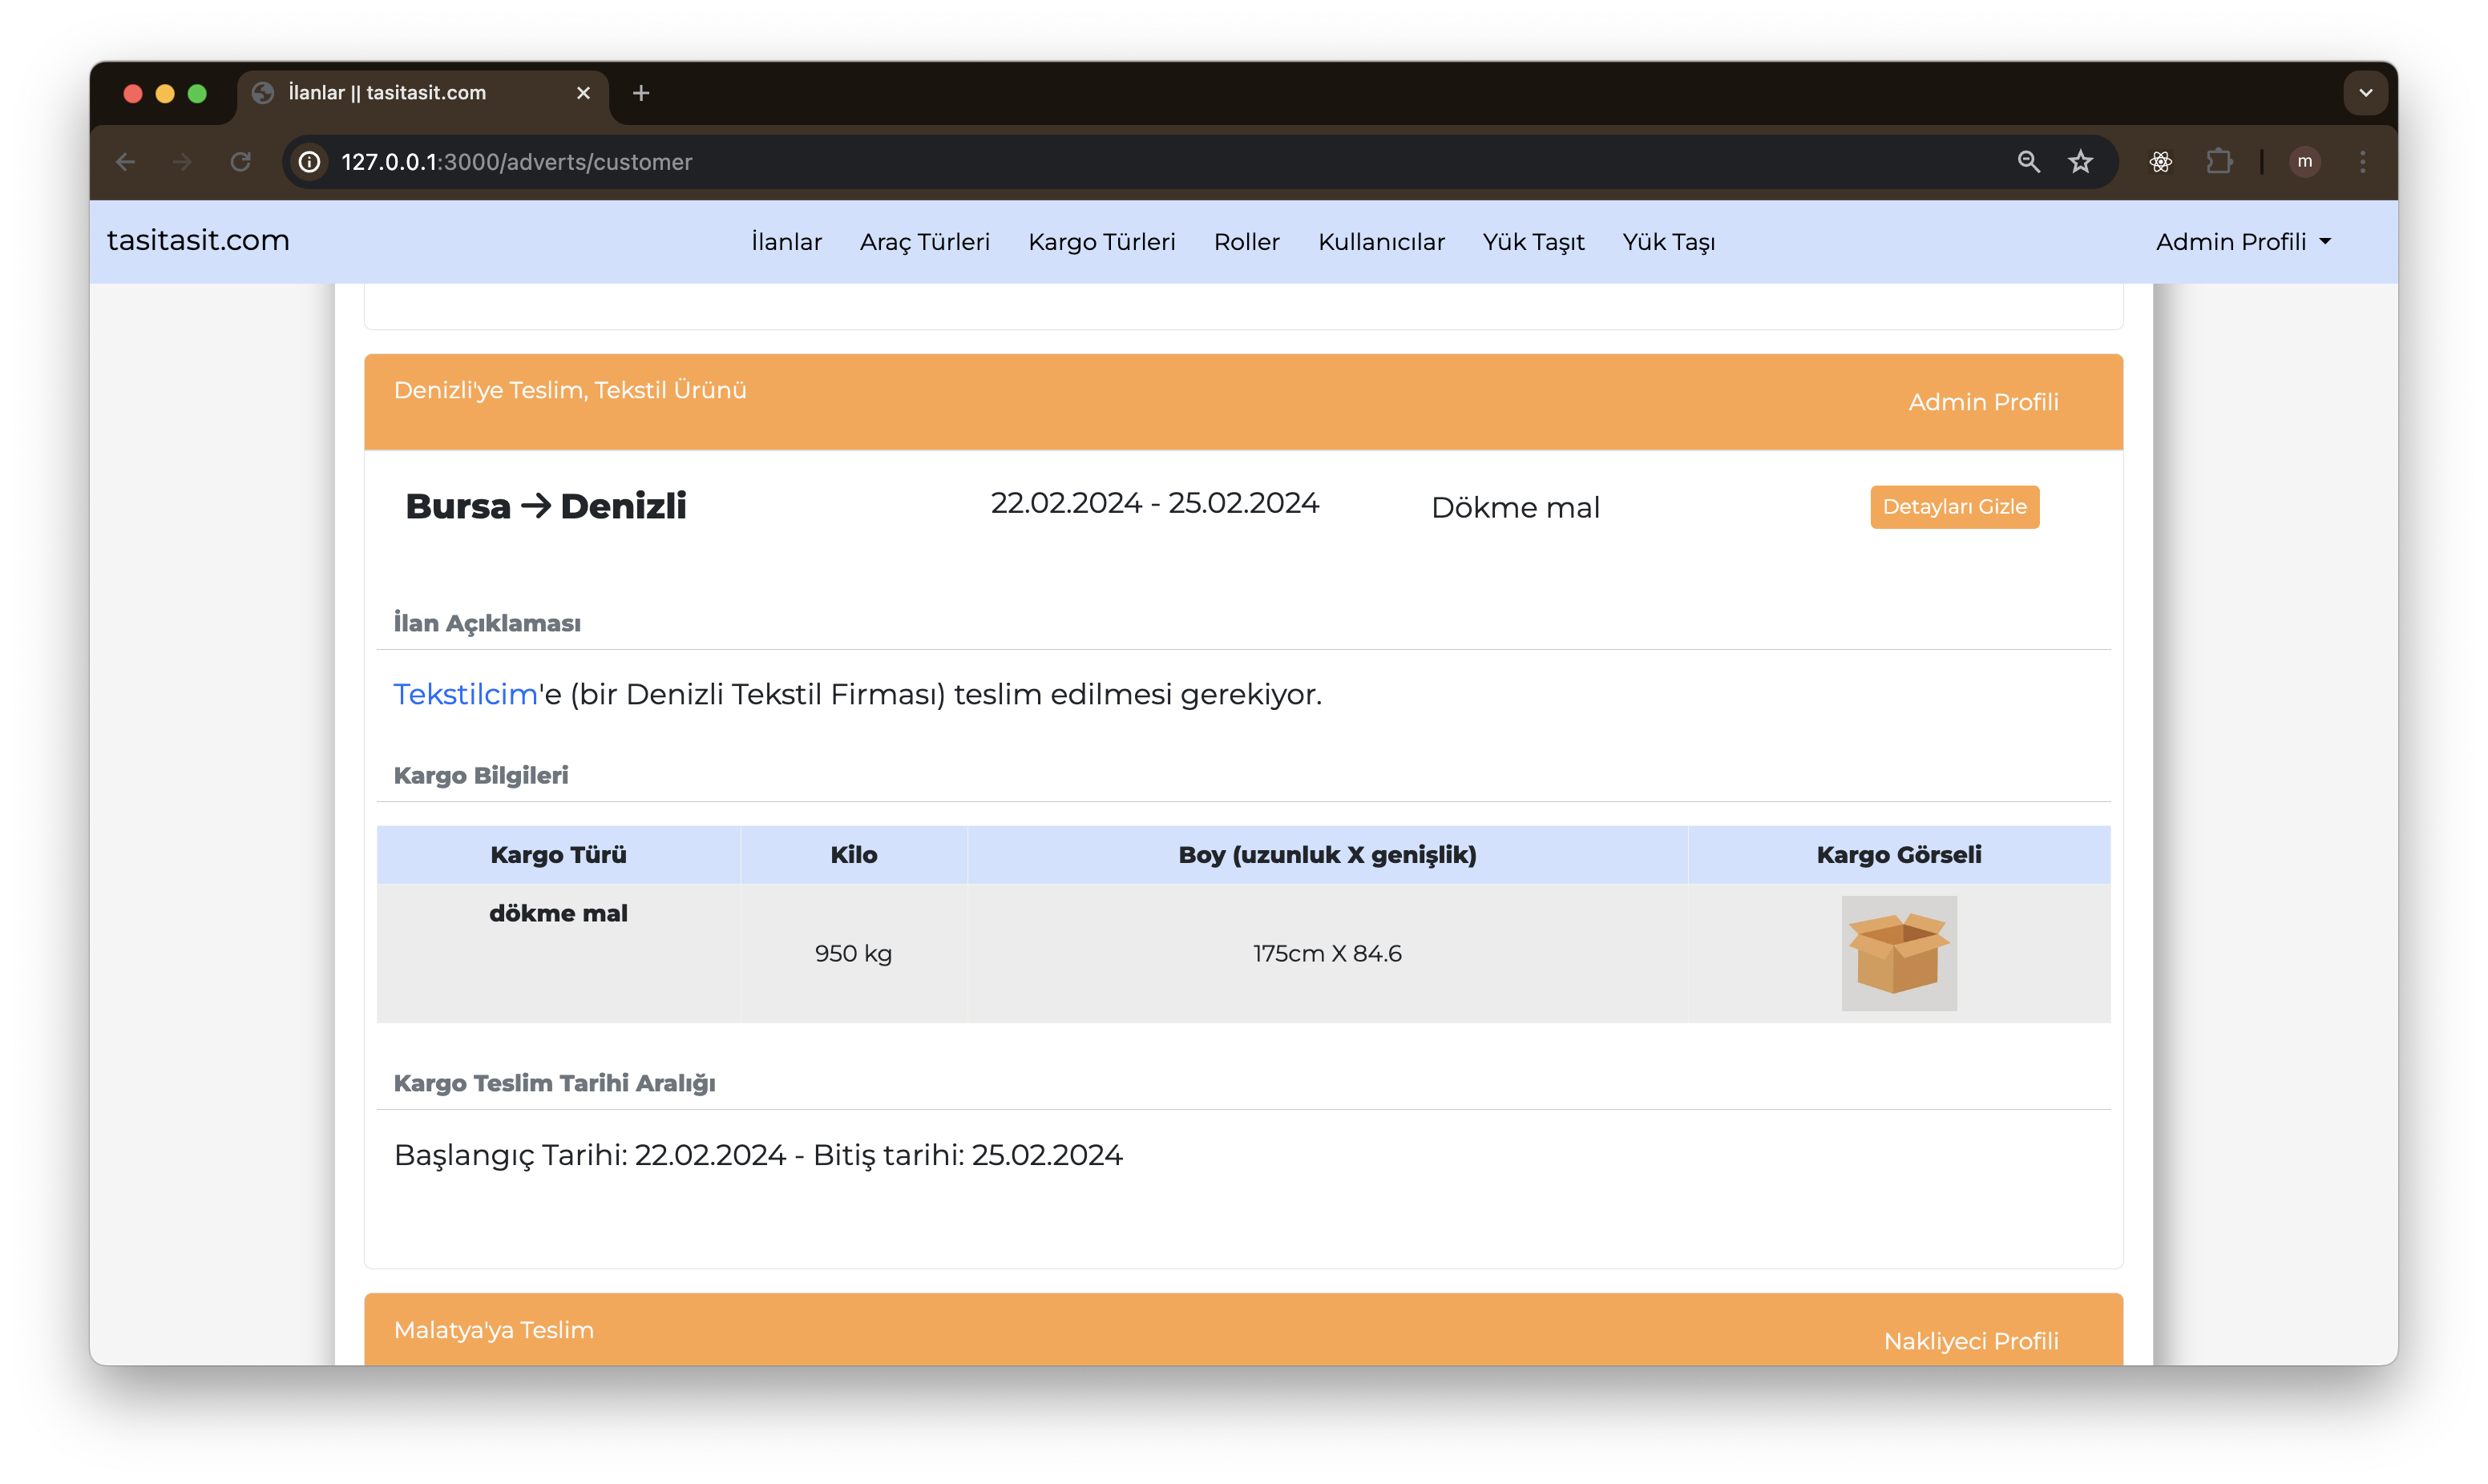 İlanlar || tasitasit.com
127.0.0.1:3000/adverts/customer
m
tasitasit.com İlanlar Araç Türleri Kargo Türleri Roller Kullanıcılar Yük Taşıt Yük Taşı Admin Profili
Denizli'ye Teslim, Tekstil Ürünü
Admin Profili
Bursa → Denizli 22.02.2024 - 25.02.2024 Dökme mal Detayları Gizle
İlan Açıklaması
Tekstilcim'e (bir Denizli Tekstil Firması) teslim edilmesi gerekiyor.
Kargo Bilgileri
Kargo Türü Kilo Boy (uzunluk X genişlik) Kargo Görseli
dökme mal
950 kg 175cm X 84.6
Kargo Teslim Tarihi Aralığı
Başlangıç Tarihi: 22.02.2024 - Bitiş tarihi: 25.02.2024
Malatya'ya Teslim
Nakliyeci Profili